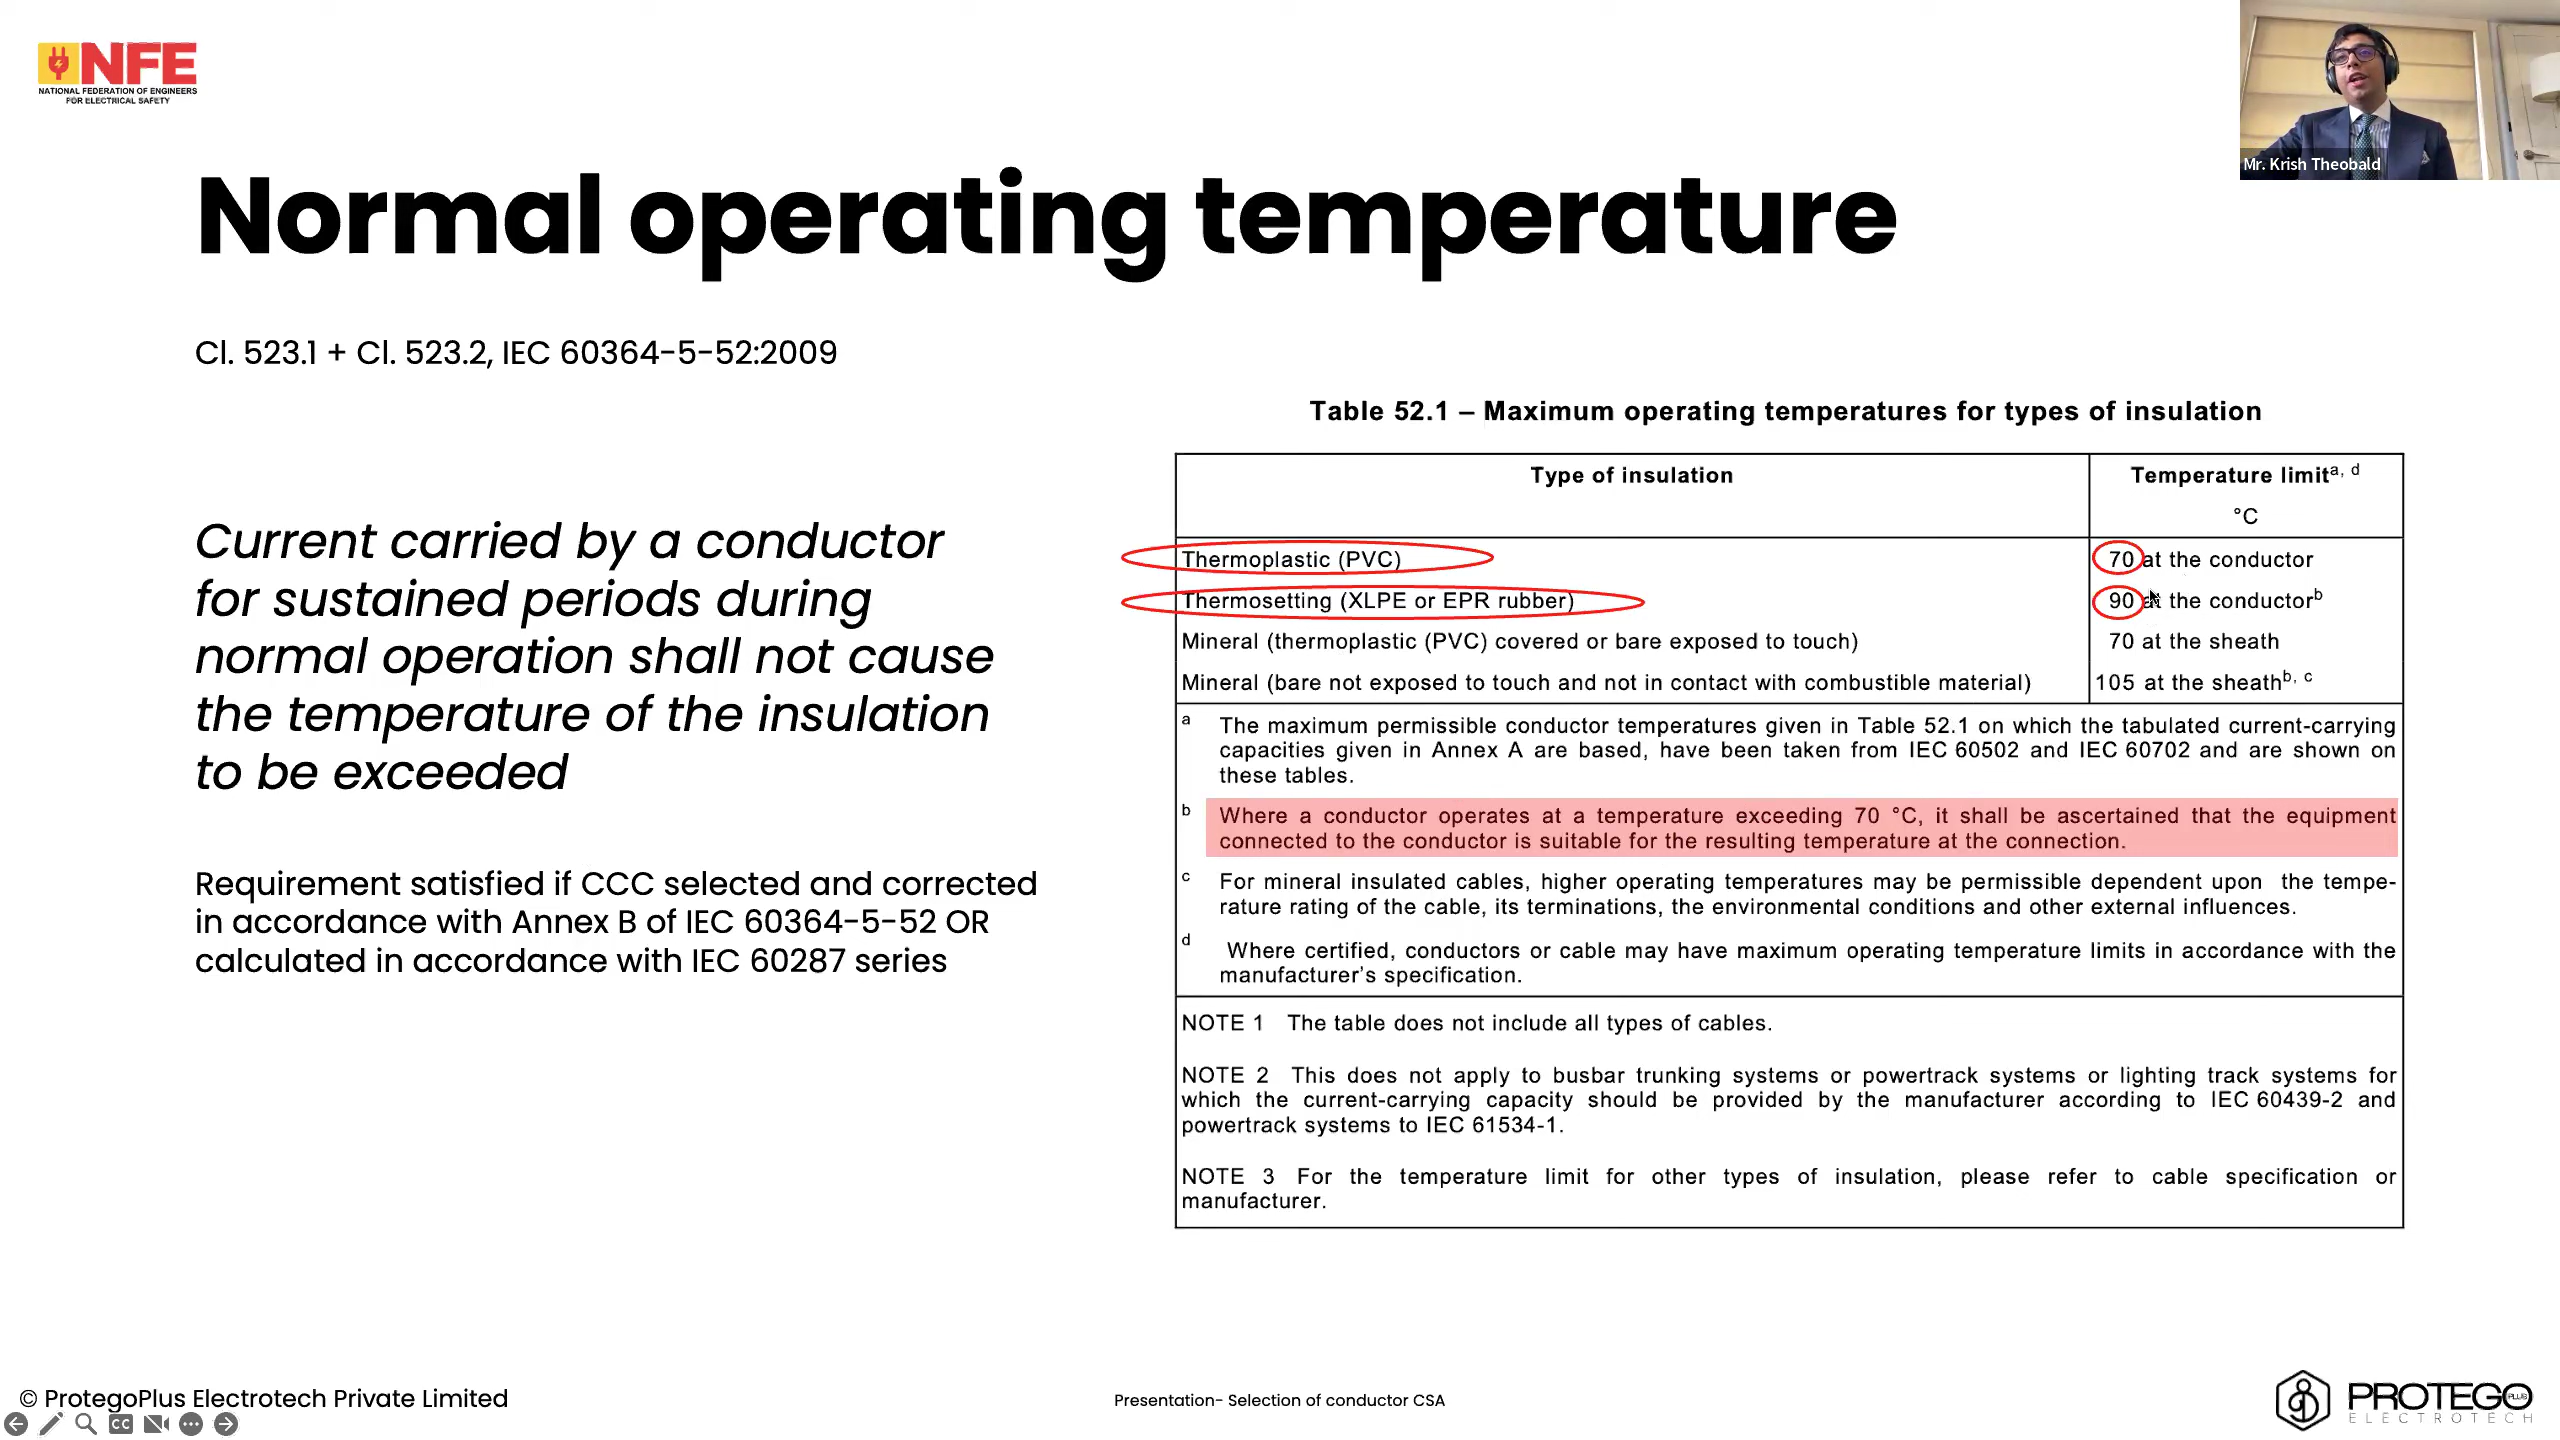 NFE
NATIONAL FEDERATION OF ENGINEERS
FOR ELECTRICAL SAFETY
Mr. Krish Theobald
Normal operating temperature
Cl. 523.1 + Cl. 523.2, IEC 60364-5-52:2009
Current carried by a conductor
for sustained periods during
normal operation shall not cause
the temperature of the insulation
to be exceeded
Requirement satisfied if CCC selected and corrected
in accordance with Annex B of IEC 60364-5-52 OR
calculated in accordance with IEC 60287 series
Table 52.1 – Maximum operating temperatures for types of insulation
Type of insulation
Temperature limit a, d
°C
Thermoplastic (PVC)
70 at the conductor
Thermosetting (XLPE or EPR rubber)
90 at the conductor b
Mineral (thermoplastic (PVC) covered or bare exposed to touch)
70 at the sheath
Mineral (bare not exposed to touch and not in contact with combustible material)
105 at the sheath b, c
a The maximum permissible conductor temperatures given in Table 52.1 on which the tabulated current-carrying
capacities given in Annex A are based, have been taken from IEC 60502 and IEC 60702 and are shown on
these tables.
b Where a conductor operates at a temperature exceeding 70 °C, it shall be ascertained that the equipment
connected to the conductor is suitable for the resulting temperature at the connection.
c For mineral insulated cables, higher operating temperatures may be permissible dependent upon the tempe-
rature rating of the cable, its terminations, the environmental conditions and other external influences.
d Where certified, conductors or cable may have maximum operating temperature limits in accordance with the
manufacturer's specification.
NOTE 1 The table does not include all types of cables.
NOTE 2 This does not apply to busbar trunking systems or powertrack systems or lighting track systems for
which the current-carrying capacity should be provided by the manufacturer according to IEC 60439-2 and
powertrack systems to IEC 61534-1.
NOTE 3 For the temperature limit for other types of insulation, please refer to cable specification or
manufacturer.
© ProtegoPlus Electrotech Private Limited
CC
Presentation- Selection of conductor CSA
PROTEGO PLUS
ELECTROTECH